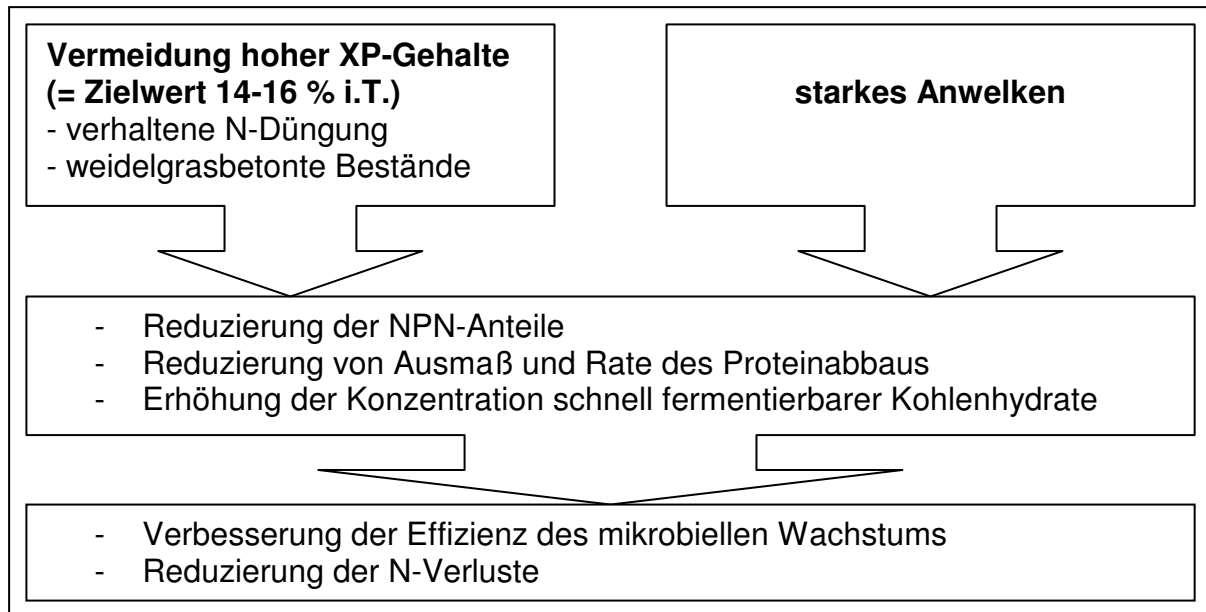 Vermeidung hoher XP-Gehalte
(= Zielwert 14-16 % i.T.)
- verhaltene N-Düngung
- weidelgrasbetonte Bestände
starkes Anwelken
- Reduzierung der NPN-Anteile
- Reduzierung von Ausmaß und Rate des Proteinabbaus
- Erhöhung der Konzentration schnell fermentierbarer Kohlenhydrate
- Verbesserung der Effizienz des mikrobiellen Wachstums
- Reduzierung der N-Verluste